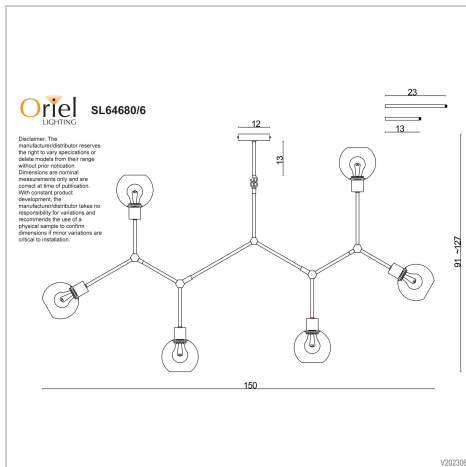 Oriel
LIGHTING
SL64680/6
Disclaimer: The
manufacturer/distributor reserves
the right to vary specications or
delete models from their range
without prior notication.
Dimensions are nominal
measurements only and are
correct at time of publication.
With constant product
development, the
manufacturer/distributor takes no
responsibility for variations and
recommends the use of a
physical sample to confirm
dimensions if minor variations are
critical to installation.
12
13
23
13
91 ~127
150
V202306